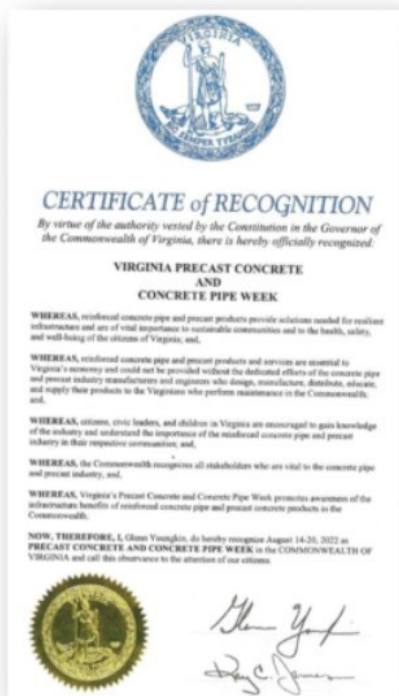 VIRGINIA
SIC SEMPER TYRANNIS
CERTIFICATE of RECOGNITION
By virtue of the authority vested by the Constitution in the Governor of
the Commonwealth of Virginia, there is hereby officially recognized:
VIRGINIA PRECAST CONCRETE
AND
CONCRETE PIPE WEEK
WHEREAS, reinforced concrete pipe and precast products provide solutions needed for resilient
infrastructure and are of vital importance to sustainable communities and to the health, safety,
and well-being of the citizens of Virginia; and,
WHEREAS, reinforced concrete pipe and precast products and services are essential to
Virginia's economy and could not be provided without the dedicated efforts of the concrete pipe
and precast industry manufacturers and engineers who design, manufacture, distribute, educate,
and supply their products to the Virginians who perform maintenance in the Commonwealth;
and,
WHEREAS, citizens, civic leaders, and children in Virginia are encouraged to gain knowledge
of the industry and understand the importance of the reinforced concrete pipe and precast
industry in their respective communities; and,
WHEREAS, the Commonwealth recognizes all stakeholders who are vital to the concrete pipe
and precast industry, and,
WHEREAS, Virginia's Precast Concrete and Concrete Pipe Week promotes awareness of the
infrastructure benefits of reinforced concrete pipe and precast concrete products in the
Commonwealth;
NOW, THEREFORE, I, Glenn Youngkin, do hereby recognize August 14-20, 2022 as
PRECAST CONCRETE AND CONCRETE PIPE WEEK in the COMMONWEALTH OF
VIRGINIA and call this observance to the attention of our citizens.